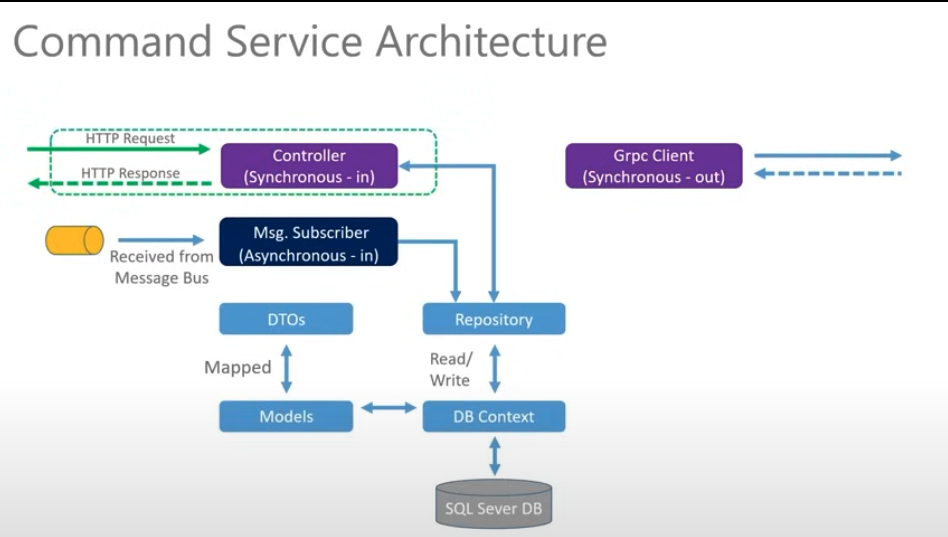 Command Service Architecture
HTTP Request
HTTP Response
Controller
(Synchronous - in)
Grpc Client
(Synchronous - out)
Msg. Subscriber
(Asynchronous - in)
Received from
Message Bus
DTOs
Repository
Mapped
Read/
Write
Models
DB Context
SQL Sever DB